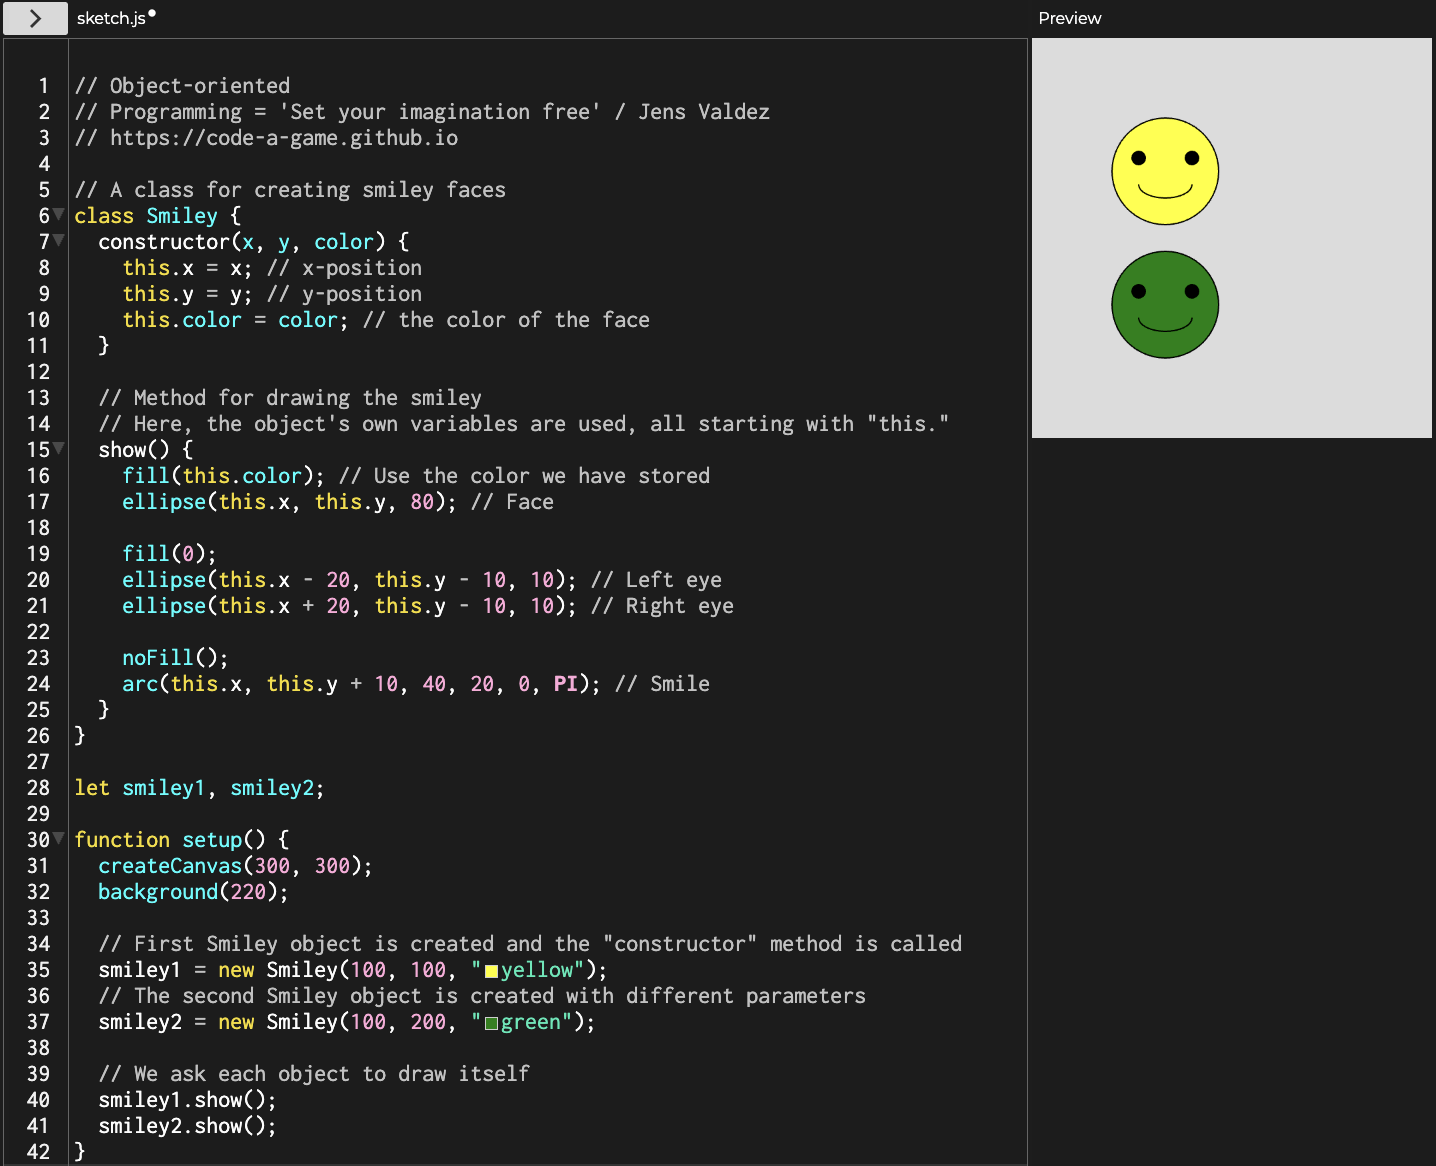 sketch.js
Preview
1 // Object-oriented
2 // Programming = 'Set your imagination free' / Jens Valdez
3 // https://code-a-game.github.io
4
5 // A class for creating smiley faces
6 class Smiley {
7   constructor(x, y, color) {
8     this.x = x; // x-position
9     this.y = y; // y-position
10     this.color = color; // the color of the face
11   }
12
13   // Method for drawing the smiley
14   // Here, the object's own variables are used, all starting with "this."
15   show() {
16     fill(this.color); // Use the color we have stored
17     ellipse(this.x, this.y, 80); // Face
18
19     fill(0);
20     ellipse(this.x - 20, this.y - 10, 10); // Left eye
21     ellipse(this.x + 20, this.y - 10, 10); // Right eye
22
23     noFill();
24     arc(this.x, this.y + 10, 40, 20, 0, PI); // Smile
25   }
26 }
27
28 let smiley1, smiley2;
29
30 function setup() {
31   createCanvas(300, 300);
32   background(220);
33
34   // First Smiley object is created and the "constructor" method is called
35   smiley1 = new Smiley(100, 100, "yellow");
36   // The second Smiley object is created with different parameters
37   smiley2 = new Smiley(100, 200, "green");
38
39   // We ask each object to draw itself
40   smiley1.show();
41   smiley2.show();
42 }